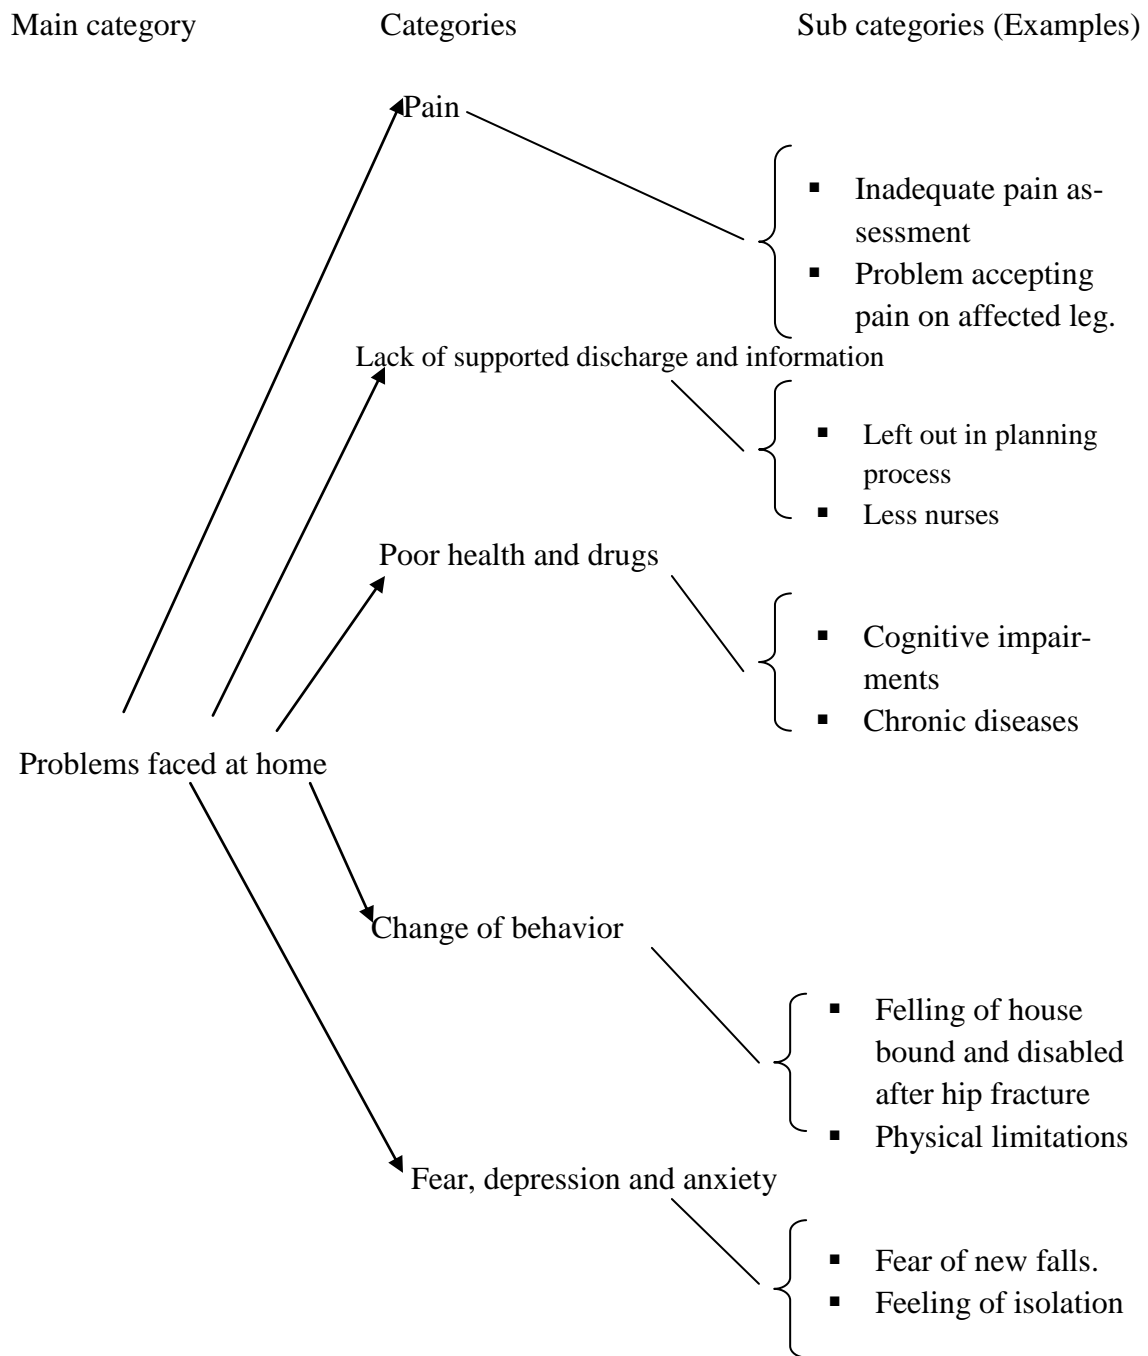 Main category Categories Sub categories (Examples)
Pain
▪ Inadequate pain as-
sessment
▪ Problem accepting
pain on affected leg.
Lack of supported discharge and information
▪ Left out in planning
process
▪ Less nurses
Poor health and drugs
▪ Cognitive impair-
ments
▪ Chronic diseases
Problems faced at home
Change of behavior
▪ Felling of house
bound and disabled
after hip fracture
▪ Physical limitations
Fear, depression and anxiety
▪ Fear of new falls.
▪ Feeling of isolation